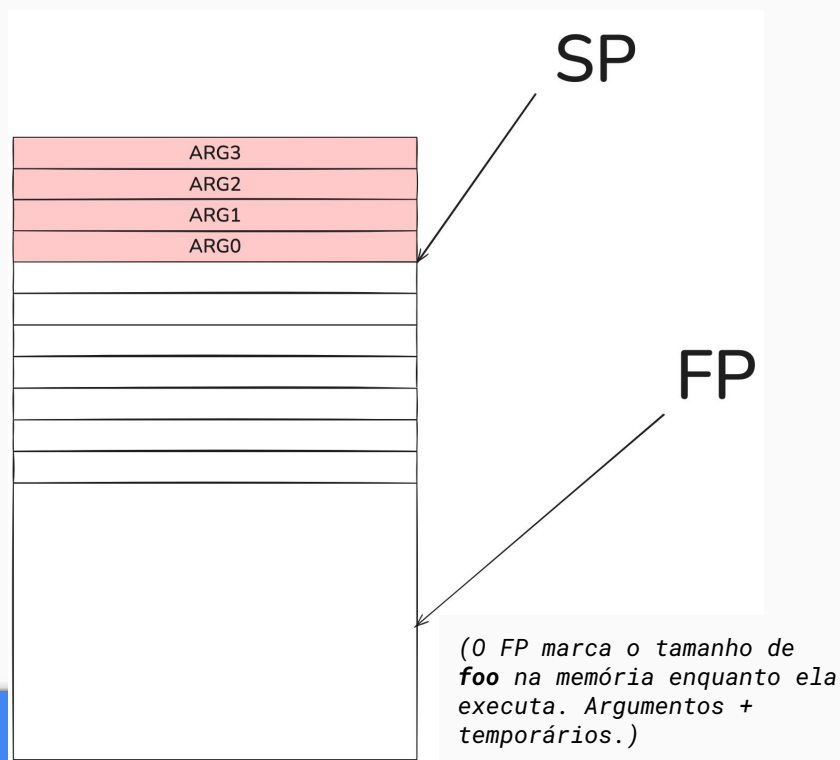 SP
ARG3
ARG2
ARG1
ARG0
FP
(O FP marca o tamanho de
foo na memória enquanto ela
executa. Argumentos +
temporários.)